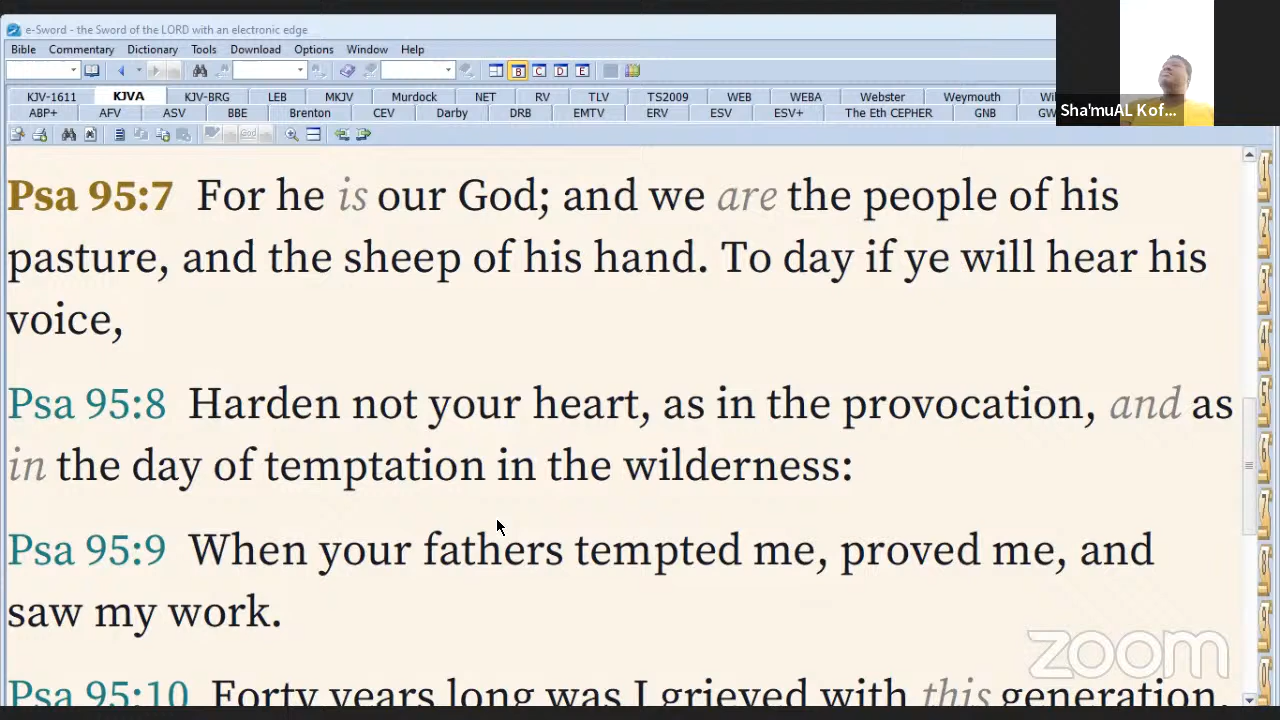 e-Sword - the Sword of the LORD with an electronic edge
Bible Commentary Dictionary Tools Download Options Window Help
B C D E
KJV-1611 KJVA KJV-BRG LEB MKJV Murdock NET RV TLV TS2009 WEB WEBA Webster Weymouth
ABP+ AFV ASV BBE Brenton CEV Darby DRB EMTV ERV ESV ESV+ The Eth CEPHER GNB
Sha'muAL Kof...
Psa 95:7 For he is our God; and we are the people of his
pasture, and the sheep of his hand. To day if ye will hear his
voice,
Psa 95:8 Harden not your heart, as in the provocation, and as
in the day of temptation in the wilderness:
Psa 95:9 When your fathers tempted me, proved me, and
saw my work.
Psa 95:10 Forty years long was I grieved with this generation,
zoom